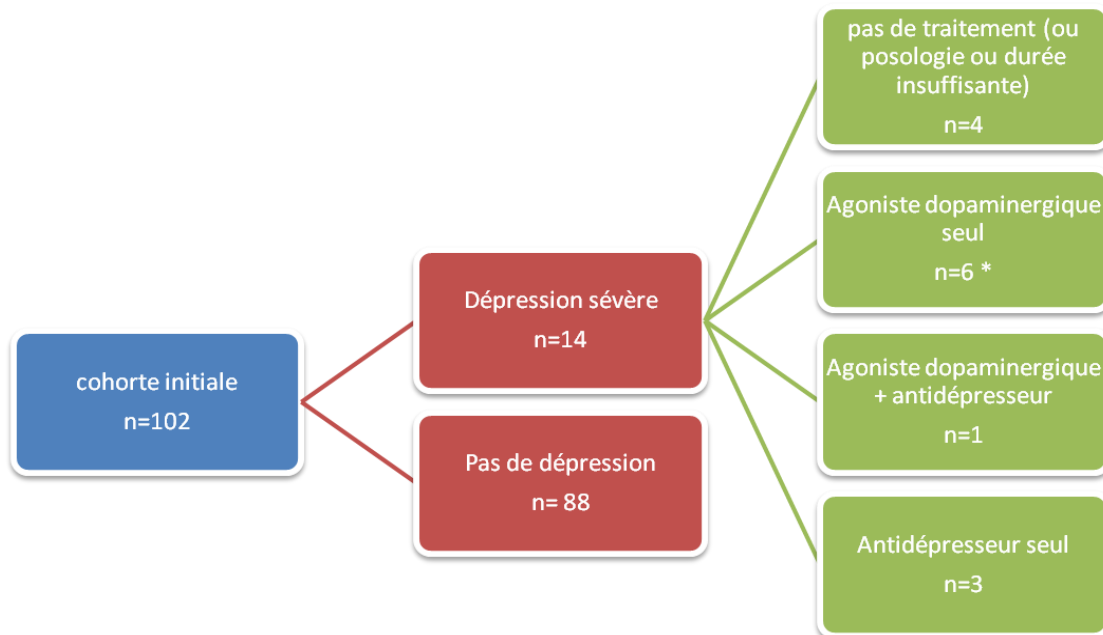 cohorte initiale
n=102
Dépression sévère
n=14
Pas de dépression
n= 88
pas de traitement (ou
posologie ou durée
insuffisante)
n=4
Agoniste dopaminergique
seul
n=6 *
Agoniste dopaminergique
+ antidépresseur
n=1
Antidépresseur seul
n=3